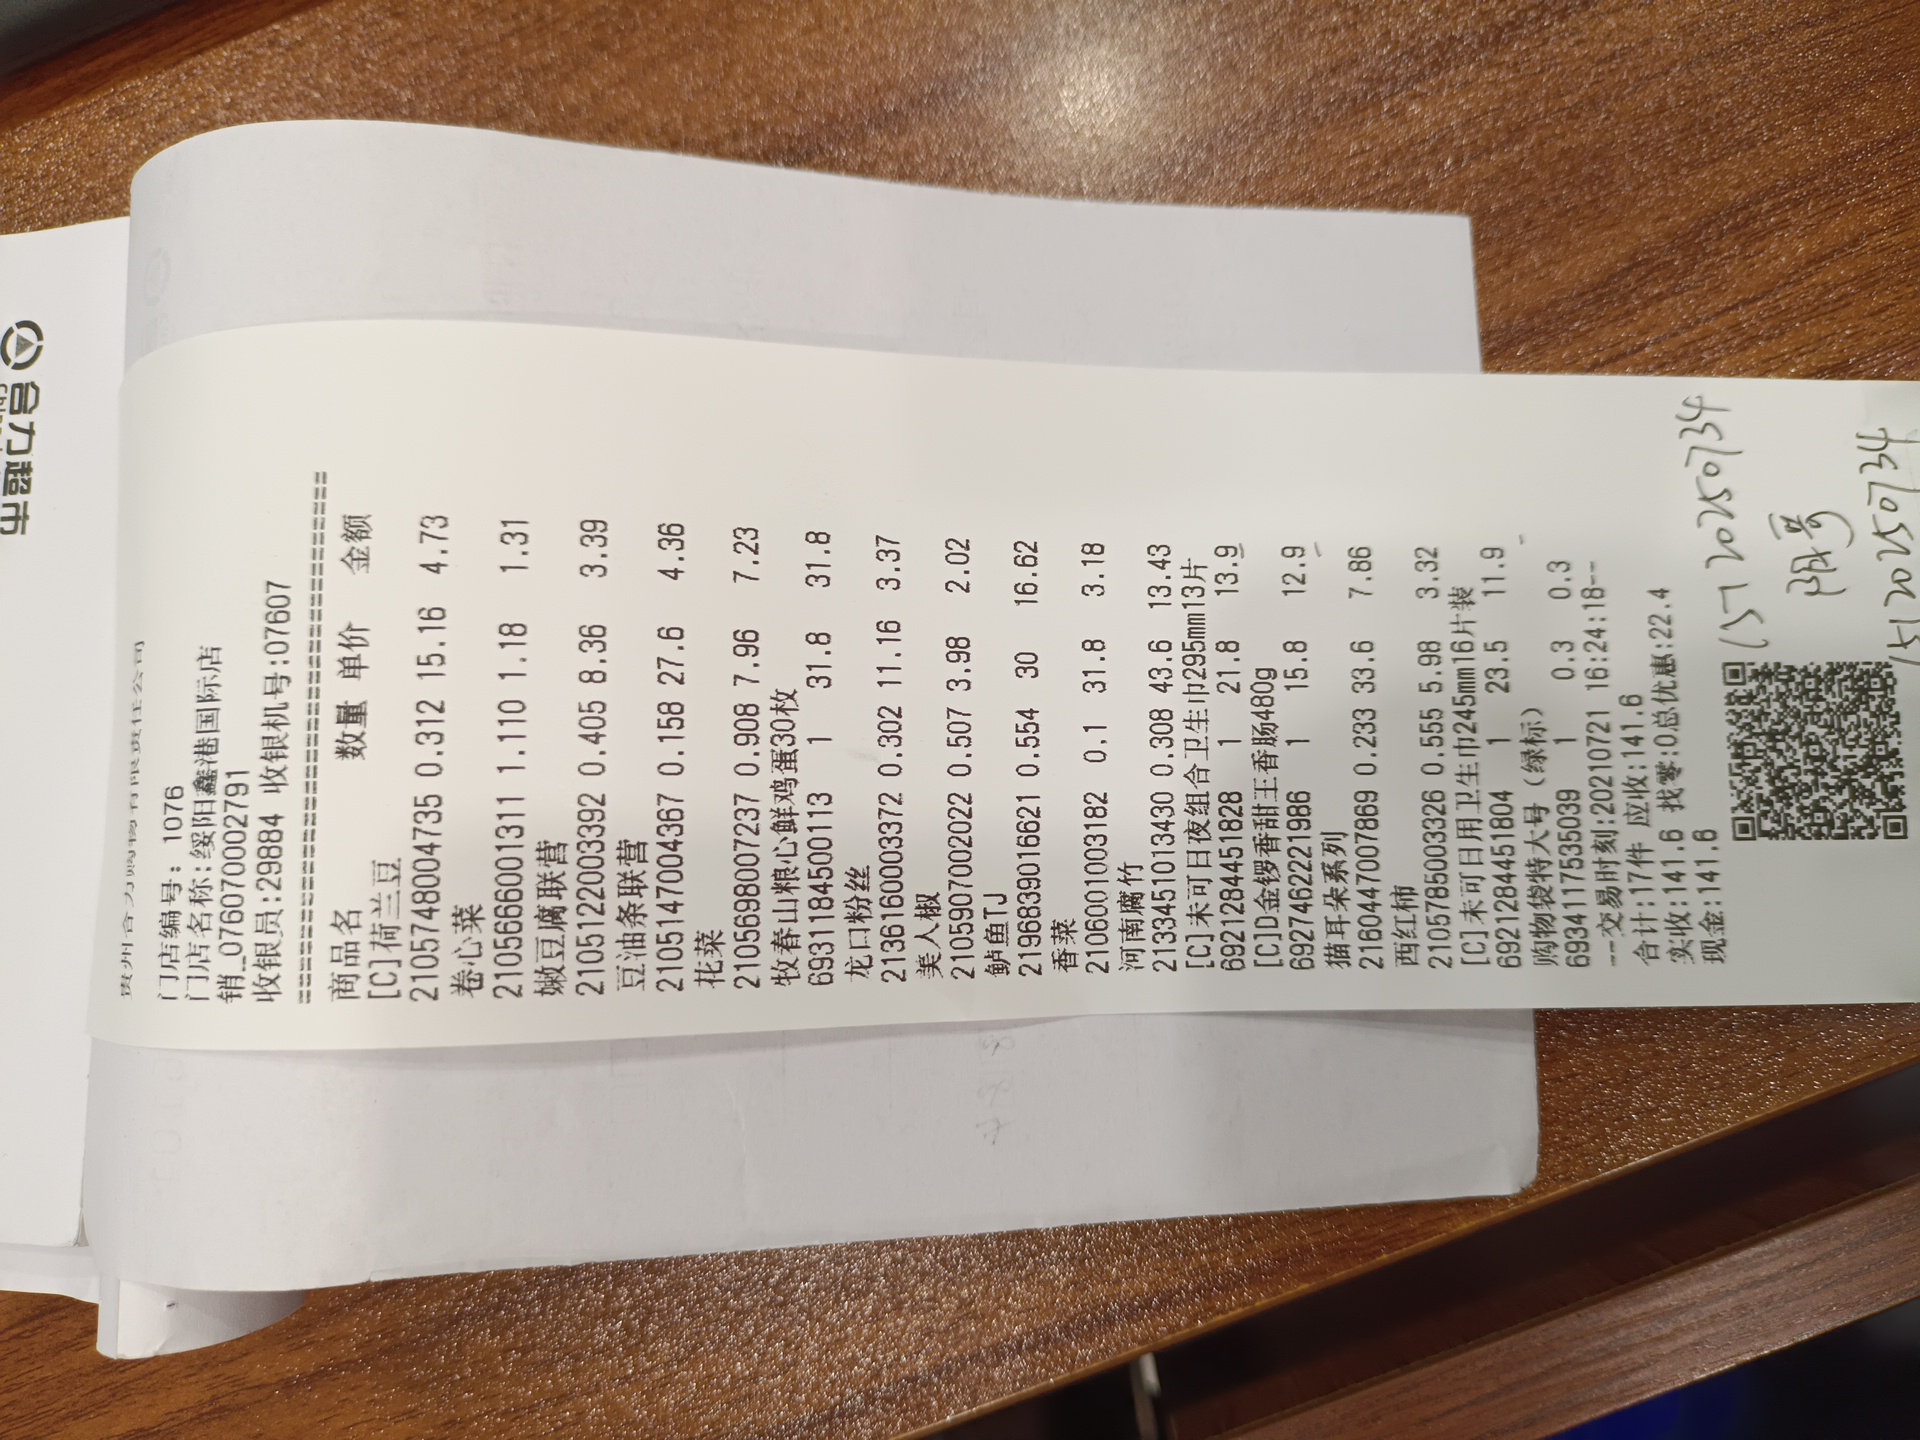 合力超市
贵州合力购物有限责任公司
门店编号: 1076
门店名称:绥阳鑫港国际店
销_076070002791
收银员:29884 收银机号:07607
==============================
商品名 数量 单价 金额
[C]荷兰豆
2105748004735 0.312 15.16 4.73
卷心菜
2105666001311 1.110 1.18 1.31
嫩豆腐联营
2105122003392 0.405 8.36 3.39
豆油条联营
2105147004367 0.158 27.6 4.36
花菜
2105698007237 0.908 7.96 7.23
牧春山粮心鲜鸡蛋30枚
6931184500113 1 31.8 31.8
龙口粉丝
2136160003372 0.302 11.16 3.37
美人椒
2105907002022 0.507 3.98 2.02
鲈鱼TJ
2196839016621 0.554 30 16.62
香菜
2106001003182 0.1 31.8 3.18
河南腐竹
2133451013430 0.308 43.6 13.43
[C]未可日夜组合卫生巾295mm13片
6921284451828 1 21.8 13.9
[C]D金锣香甜王香肠480g
6927462221986 1 15.8 12.9
猫耳朵系列
2160447007869 0.233 33.6 7.86
西红柿
2105785003326 0.555 5.98 3.32
[C]未可日用卫生巾245mm16片装
6921284451804 1 23.5 11.9
购物袋特大号(绿标)
6934117535039 1 0.3 0.3
--交易时刻:20210721 16:24:18--
合计:17件 应收:141.6
实收:141.6 找零:0总优惠:22.4
现金:141.6
15120250734
15120250734